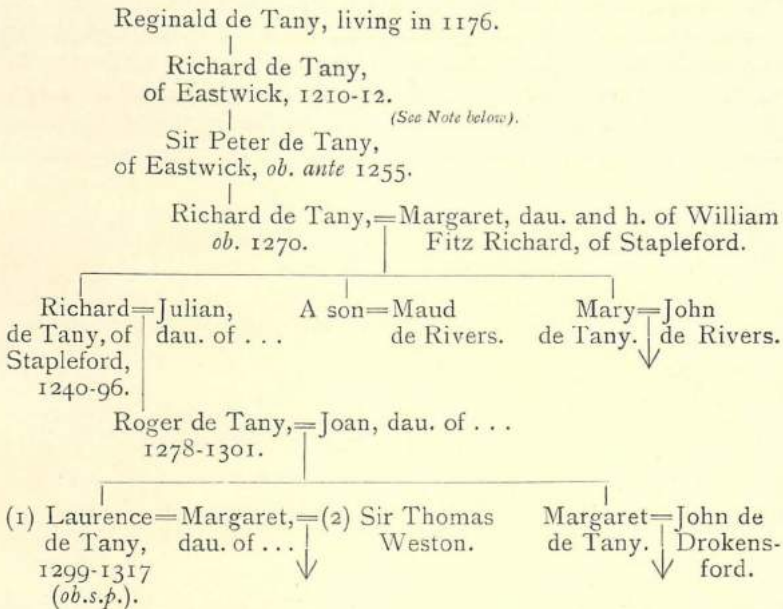 Reginald de Tany, living in 1176.
Richard de Tany,
of Eastwick, 1210-12.
(See Note below).
Sir Peter de Tany,
of Eastwick, ob. ante 1255.
Richard de Tany,=Margaret, dau. and h. of William
ob. 1270. Fitz Richard, of Stapleford.
Richard=Julian, A son=Maud Mary=John
de Tany, of dau. of . . . de Rivers. de Tany. de Rivers.
Stapleford,
1240-96.
Roger de Tany,=Joan, dau. of . . .
1278-1301.
(1) Laurence=Margaret,=(2) Sir Thomas Margaret=John de
de Tany, dau. of . . . Weston. de Tany. Drokens-
1299-1317 ford.
(ob.s.p.).